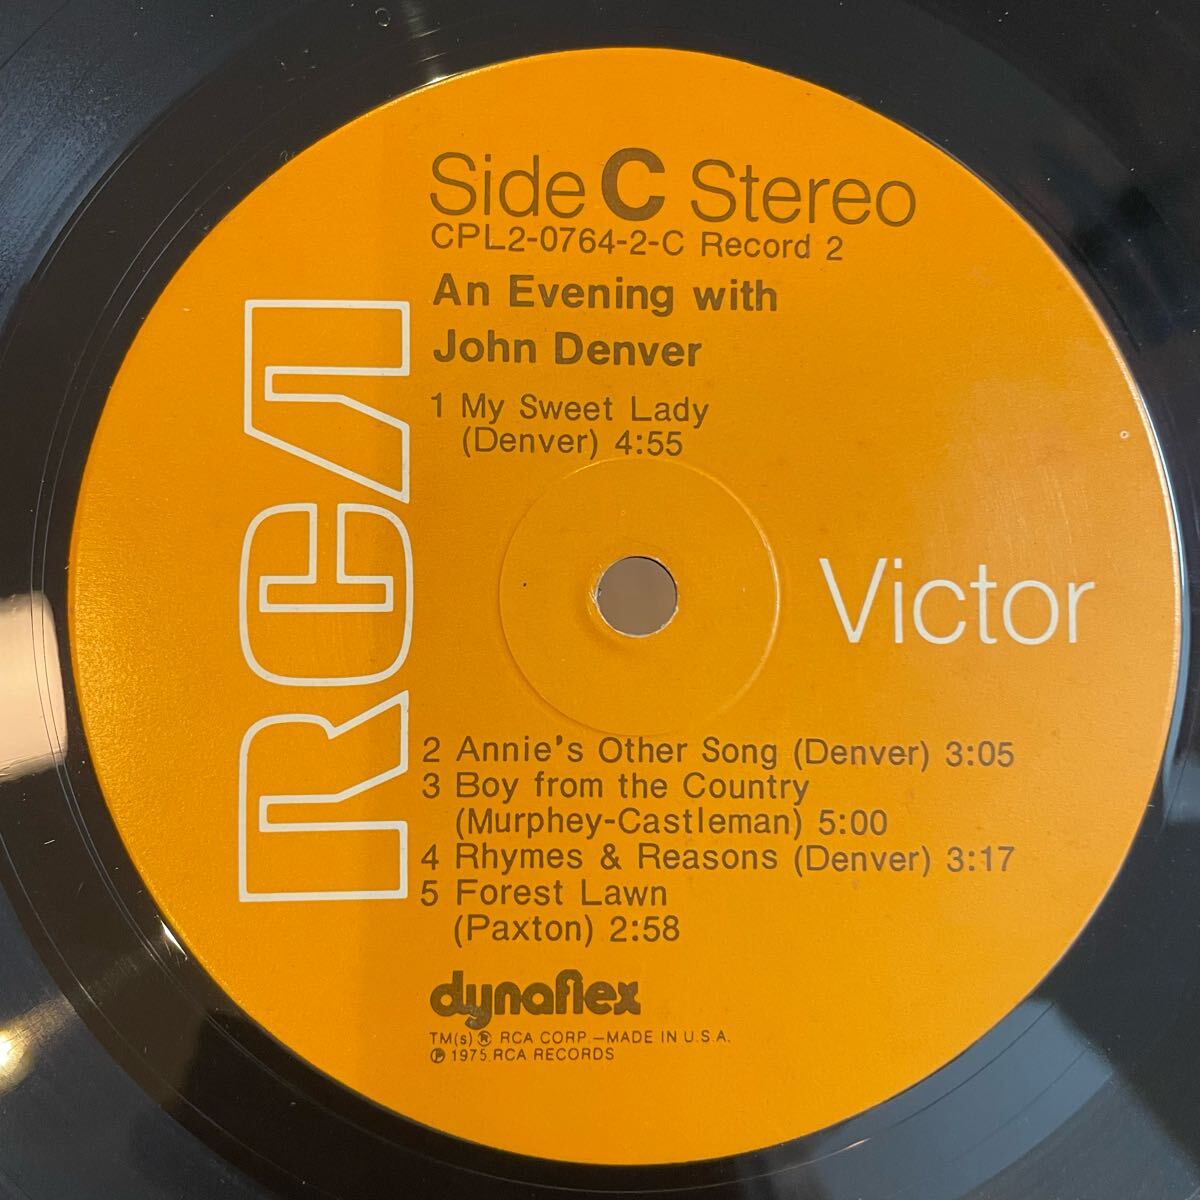 Side C Stereo
CPL2-0764-2-C Record 2
An Evening with
John Denver
1 My Sweet Lady
(Denver) 4:55
RCA
Victor
2 Annie's Other Song (Denver) 3:05
3 Boy from the Country
(Murphey-Castleman) 5:00
4 Rhymes & Reasons (Denver) 3:17
5 Forest Lawn
(Paxton) 2:58
dynaflex
TM(s) ® RCA CORP.—MADE IN U.S.A.
℗ 1975, RCA RECORDS